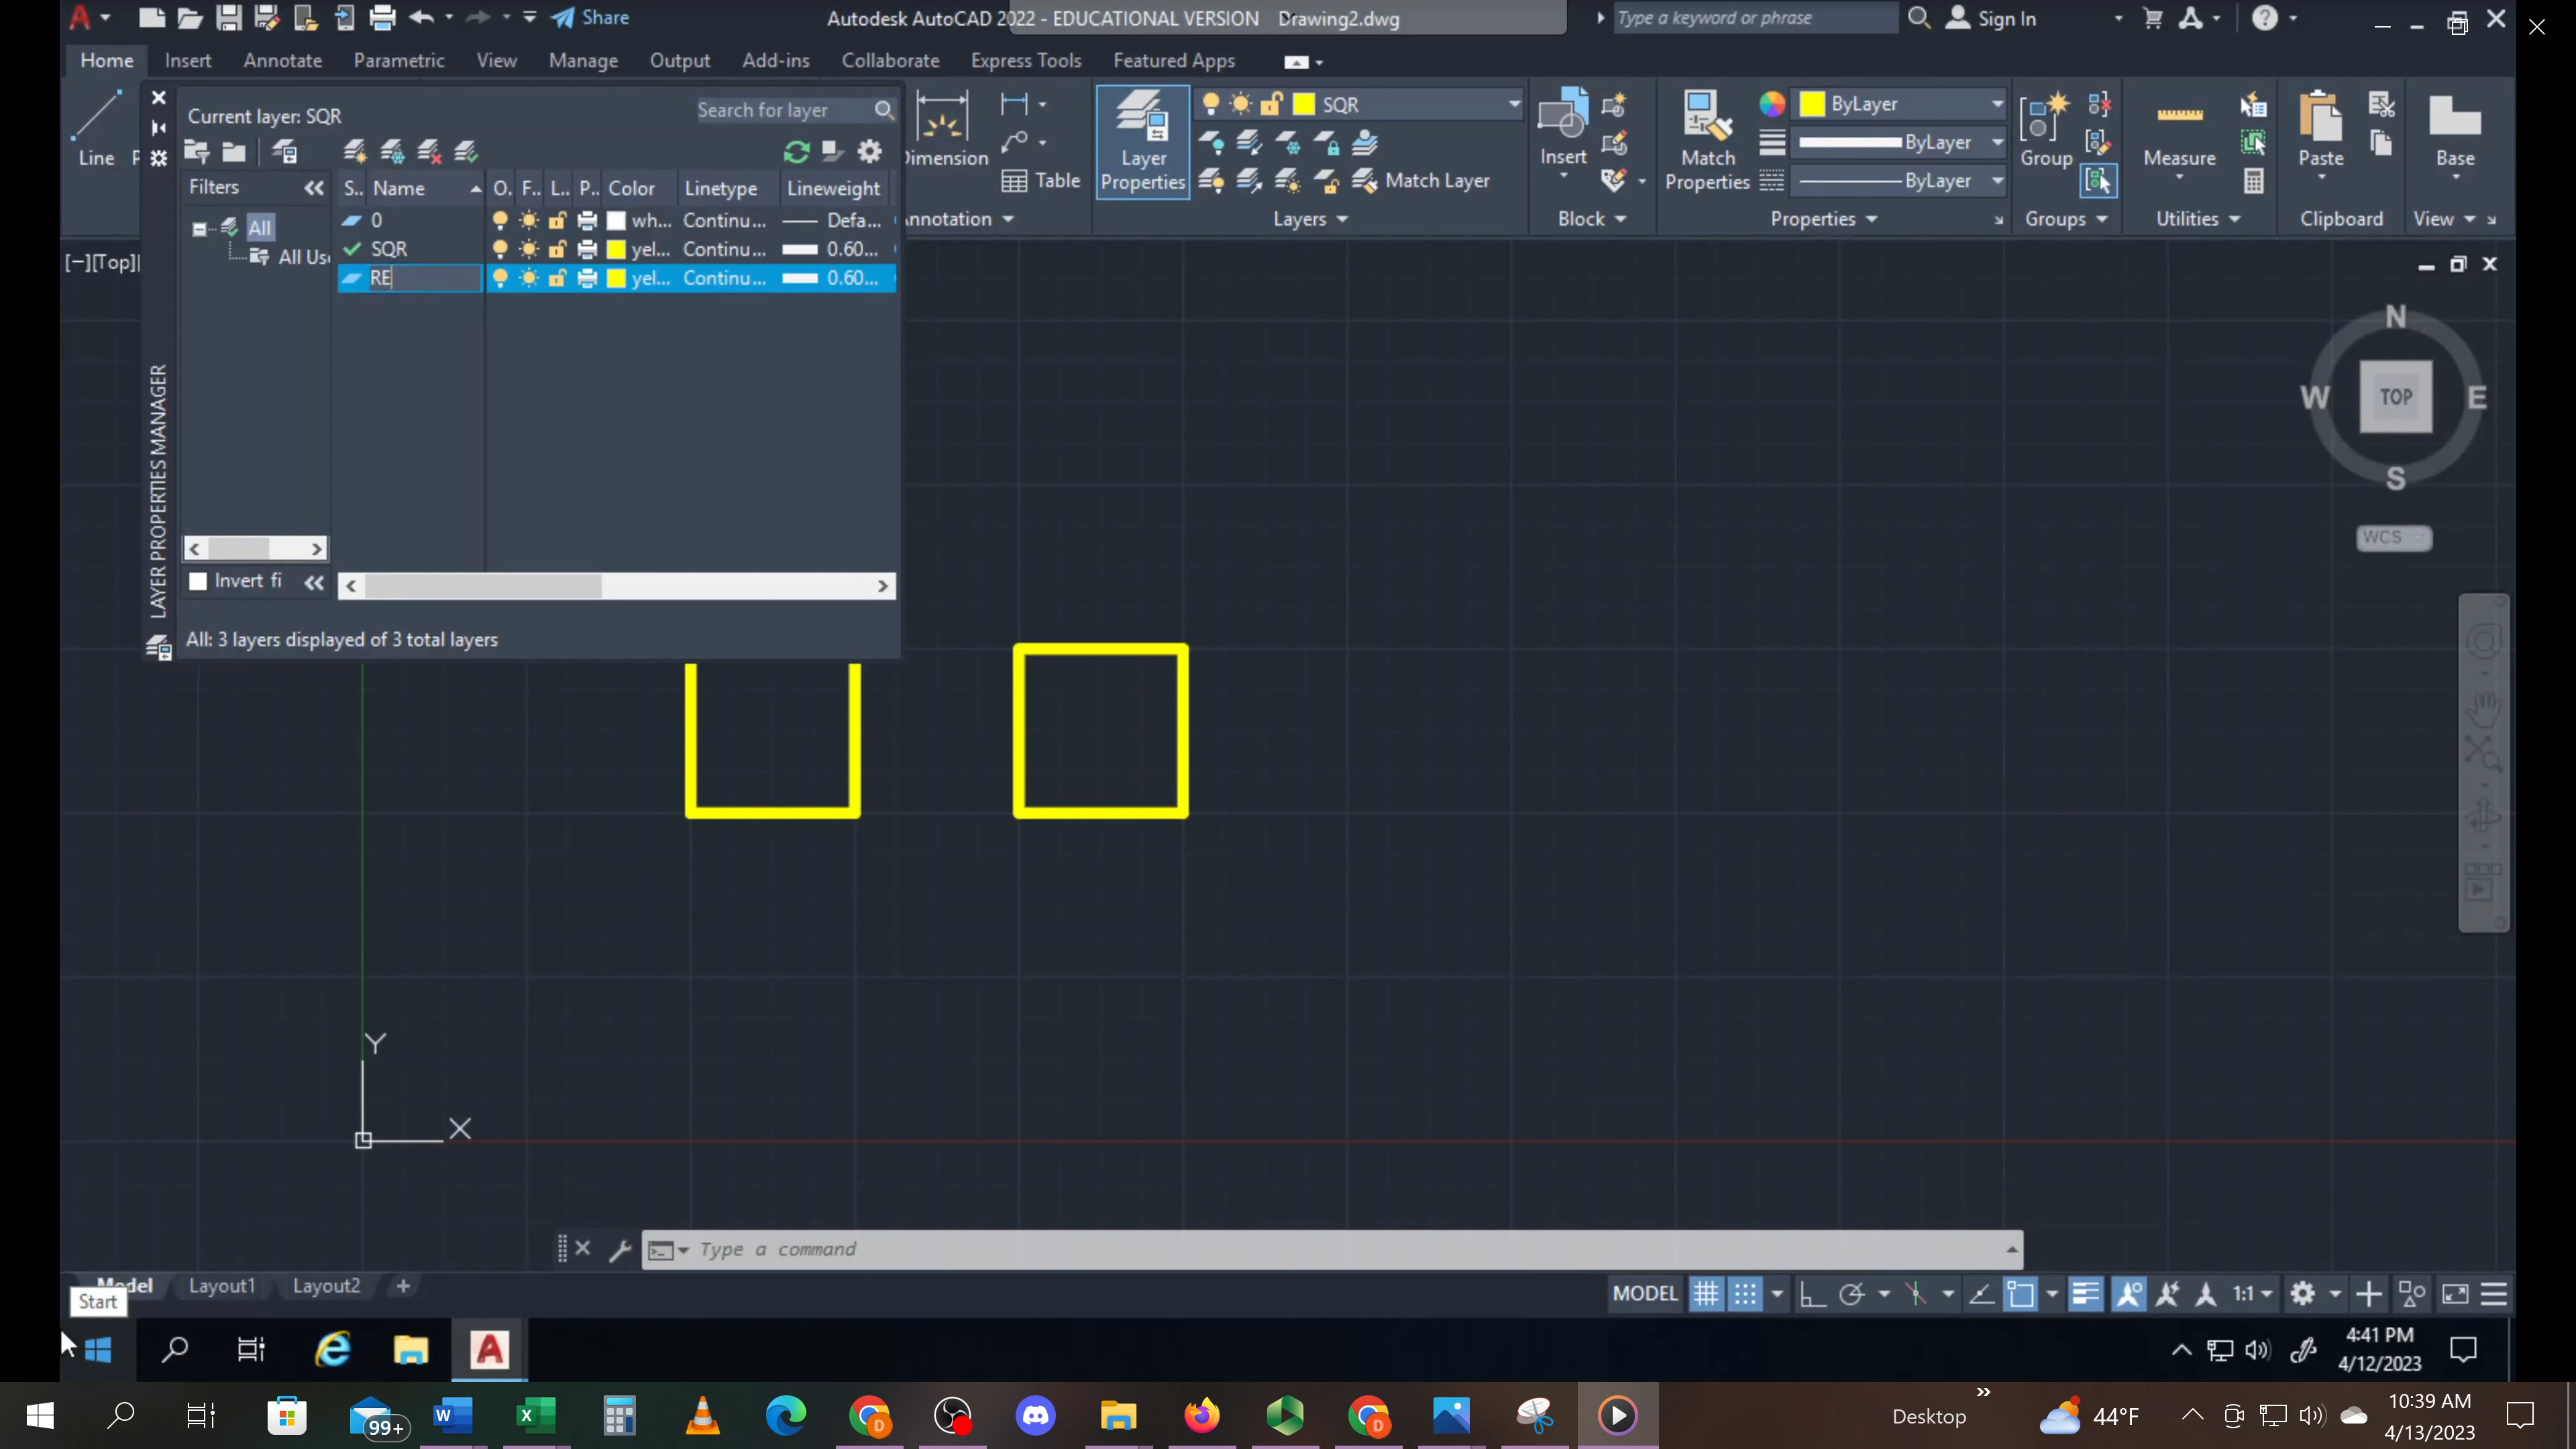 Share
Autodesk AutoCAD 2022 - EDUCATIONAL VERSION Drawing2.dwg
Type a keyword or phrase
Sign In
Home Insert Annotate Parametric View Manage Output Add-ins Collaborate Express Tools Featured Apps
Line
Current layer: SQR
Search for layer
Dimension
Table
Layer Properties
SQR
Match Layer
Insert
Match Properties
ByLayer
ByLayer
ByLayer
Group
Measure
Paste
Base
Annotation
Layers
Block
Properties
Groups
Utilities
Clipboard
View
Filters
S.. Name O. F.. L.. P.. Color Linetype Lineweight
All
All Use
0 wh... Continu... Defa...
SQR yel... Continu... 0.60...
RE yel... Continu... 0.60...
Invert fi
All: 3 layers displayed of 3 total layers
LAYER PROPERTIES MANAGER
[−][Top]
N
W TOP E
S
WCS
Y
X
Type a command
Model Layout1 Layout2 +
Start
MODEL
1:1
4:41 PM
4/12/2023
99+
Desktop
44°F
10:39 AM
4/13/2023